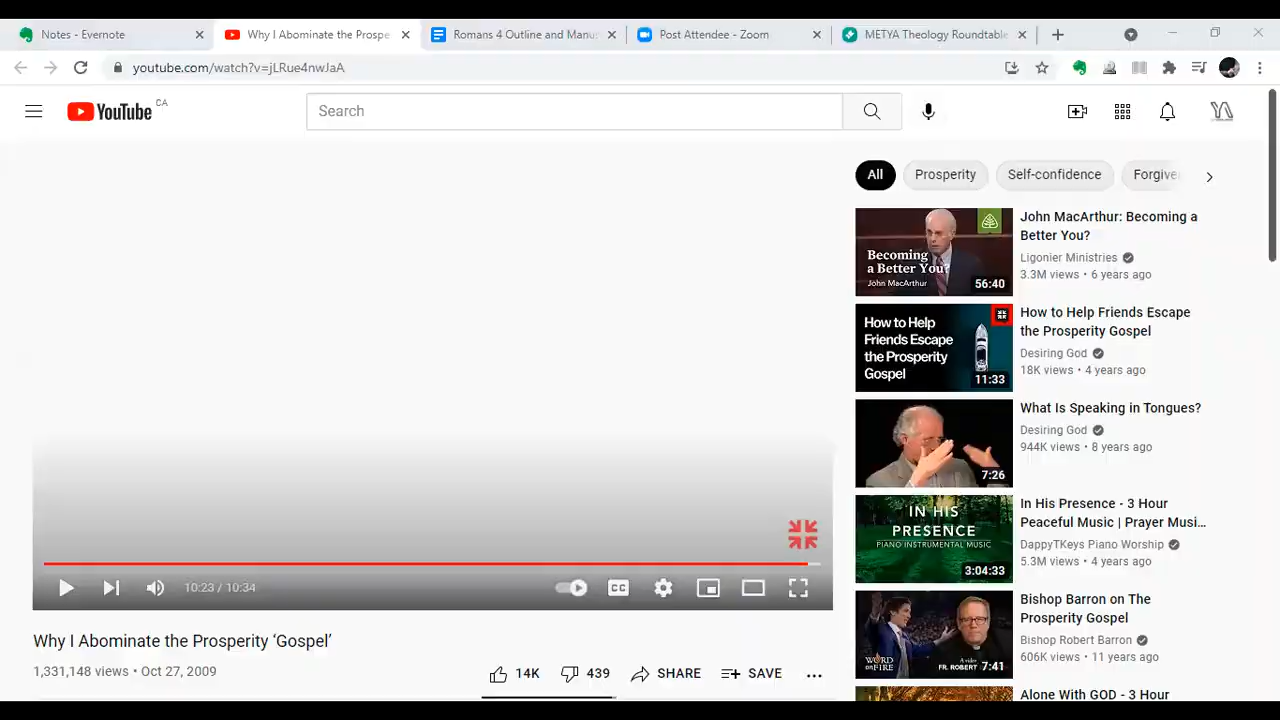 Notes - Evernote
Why I Abominate the Prospe
Romans 4 Outline and Manu
Post Attendee - Zoom
METYA Theology Roundtable
youtube.com/watch?v=jLRue4nwJaA
YouTube CA
Search
All
Prosperity
Self-confidence
Forgive
Becoming
a Better You?
John MacArthur
56:40
John MacArthur: Becoming a
Better You?
Ligonier Ministries
3.3M views • 6 years ago
How to Help
Friends Escape
the Prosperity
Gospel
11:33
How to Help Friends Escape
the Prosperity Gospel
Desiring God
18K views • 4 years ago
7:26
What Is Speaking in Tongues?
Desiring God
944K views • 8 years ago
IN HIS
PRESENCE
PIANO INSTRUMENTAL MUSIC
3:04:33
In His Presence - 3 Hour
Peaceful Music | Prayer Musi...
DappyTKeys Piano Worship
5.3M views • 4 years ago
WORD
ON FIRE
A video
FR. ROBERT
7:41
Bishop Barron on The
Prosperity Gospel
Bishop Robert Barron
606K views • 11 years ago
Alone With GOD - 3 Hour
10:23 / 10:34
CC
Why I Abominate the Prosperity ‘Gospel’
1,331,148 views • Oct 27, 2009
14K
439
SHARE
SAVE